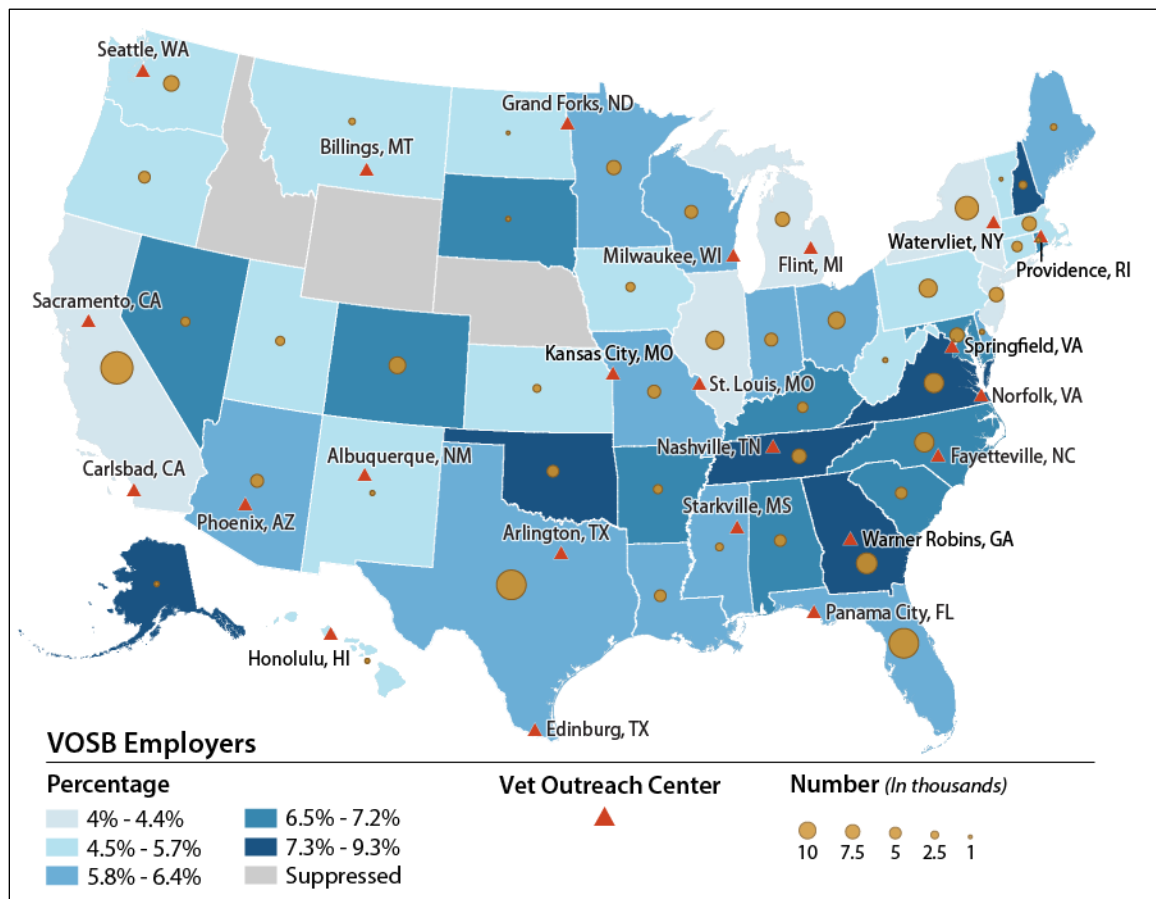 Seattle, WA
Grand Forks, ND
Billings, MT
Milwaukee, WI
Flint, MI
Watervliet, NY
Providence, RI
Sacramento, CA
Kansas City, MO
St. Louis, MO
Springfield, VA
Norfolk, VA
Carlsbad, CA
Phoenix, AZ
Albuquerque, NM
Nashville, TN
Fayetteville, NC
Starkville, MS
Arlington, TX
Warner Robins, GA
Panama City, FL
Honolulu, HI
Edinburg, TX
VOSB Employers
Percentage
4% - 4.4%
4.5% - 5.7%
5.8% - 6.4%
6.5% - 7.2%
7.3% - 9.3%
Suppressed
Vet Outreach Center
Number (In thousands)
10 7.5 5 2.5 1